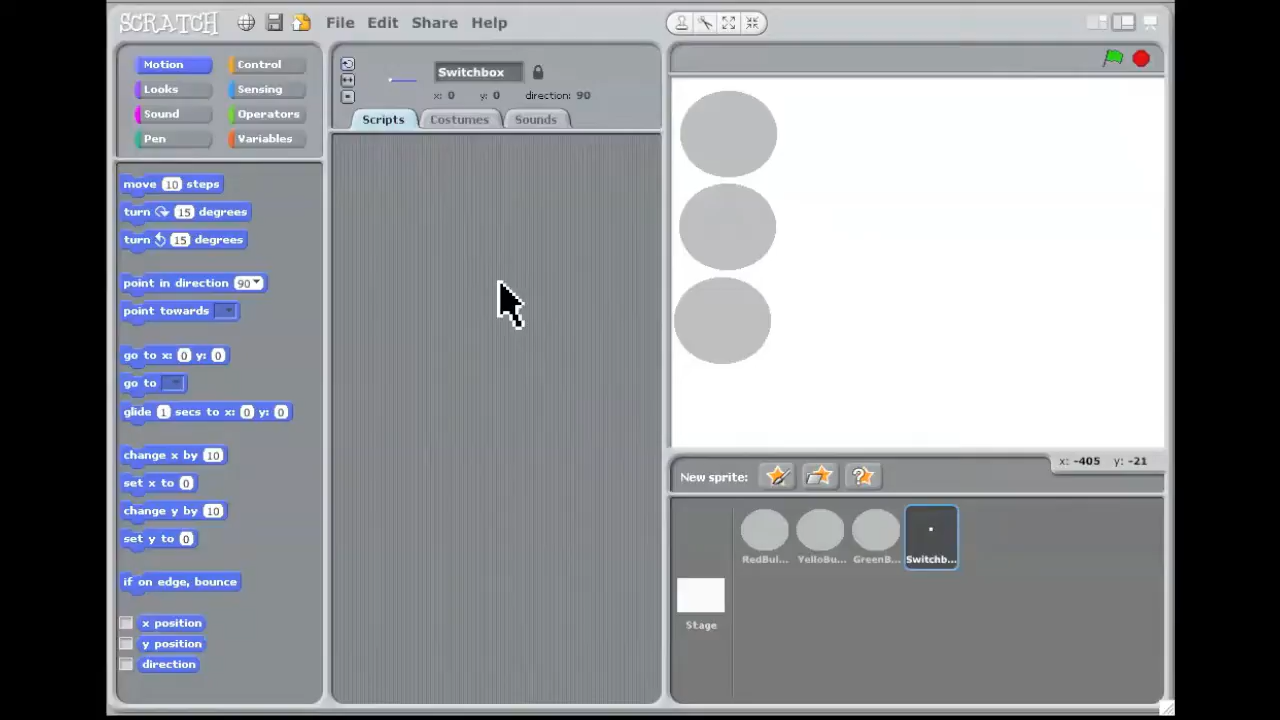 SCRATCH File Edit Share Help
Motion Control
Looks Sensing
Sound Operators
Pen Variables
move 10 steps
turn 15 degrees
turn 15 degrees
point in direction 90
point towards
go to x: 0 y: 0
go to
glide 1 secs to x: 0 y: 0
change x by 10
set x to 0
change y by 10
set y to 0
if on edge, bounce
x position
y position
direction
Switchbox
x: 0 y: 0 direction: 90
Scripts Costumes Sounds
x: -405 y: -21
New sprite:
RedBul... YelloBu... GreenB... Switchb...
Stage